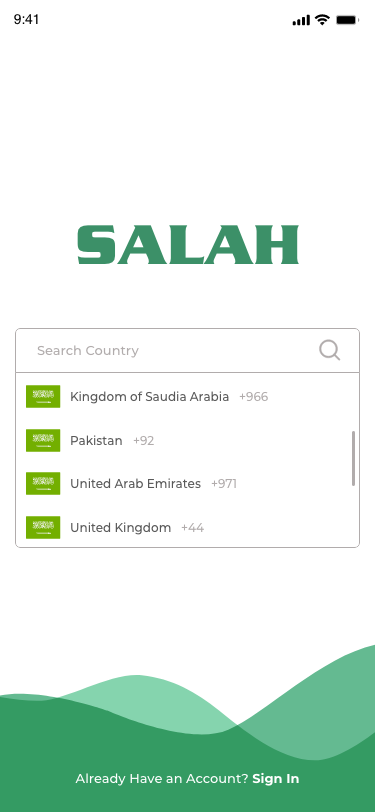 9:41
SALAH
Search Country
Kingdom of Saudia Arabia +966
Pakistan +92
United Arab Emirates +971
United Kingdom +44
Already Have an Account? Sign In